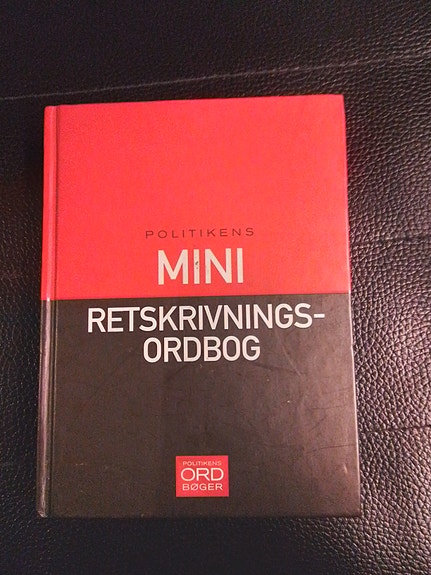 POLITIKENS
MINI
RETSKRIVNINGS-
ORDBOG
POLITIKENS
ORD
BØGER